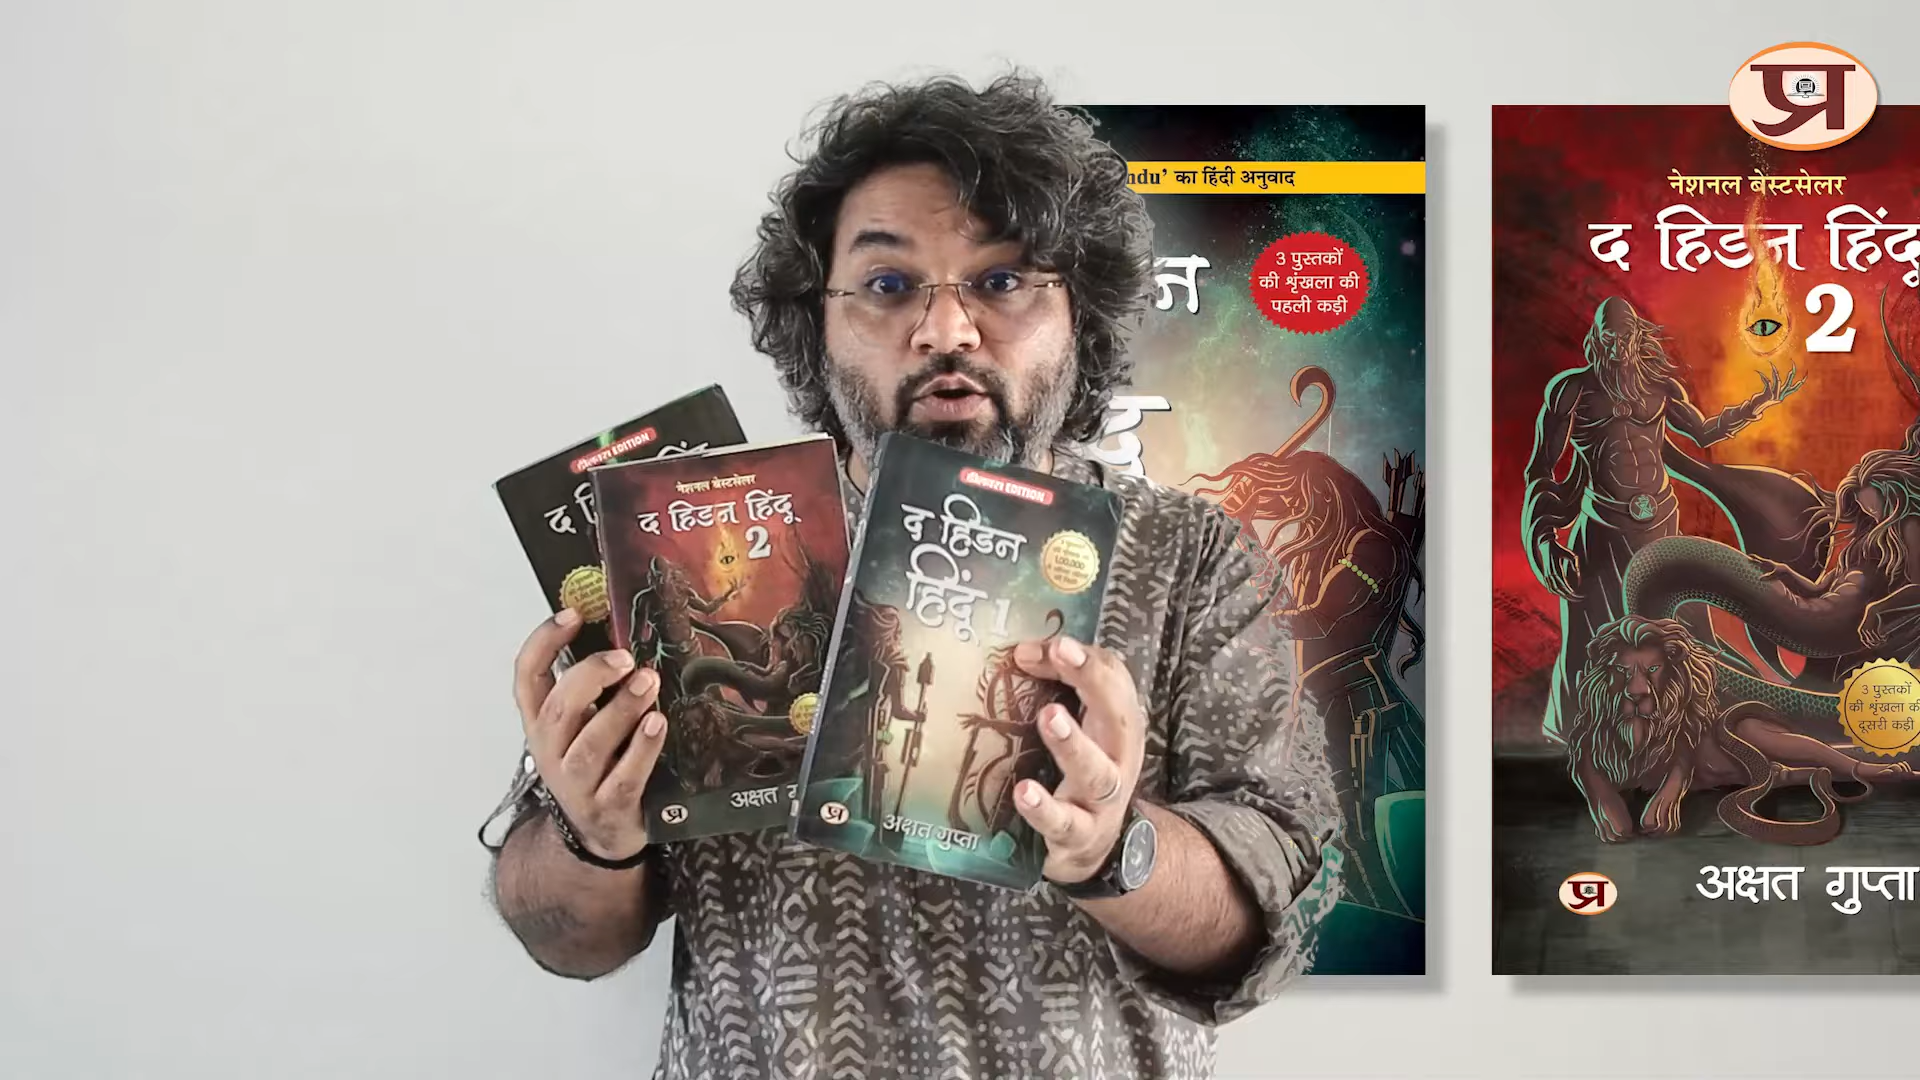 प्र
ndu’ का हिंदी अनुवाद
न
3 पुस्तकों
की शृंखला की
पहली कड़ी
नेशनल बेस्टसेलर
द हिडन हिंदू
2
3 पुस्तकों
की शृंखला की
दूसरी कड़ी
प्र
अक्षत गुप्ता
EDITION
द हि
नेशनल बेस्टसेलर
द हिडन हिंदू
2
अक्षत
प्र
EDITION
द हिडन
हिंदू 1
1,00,000
प्र
अक्षत गुप्ता